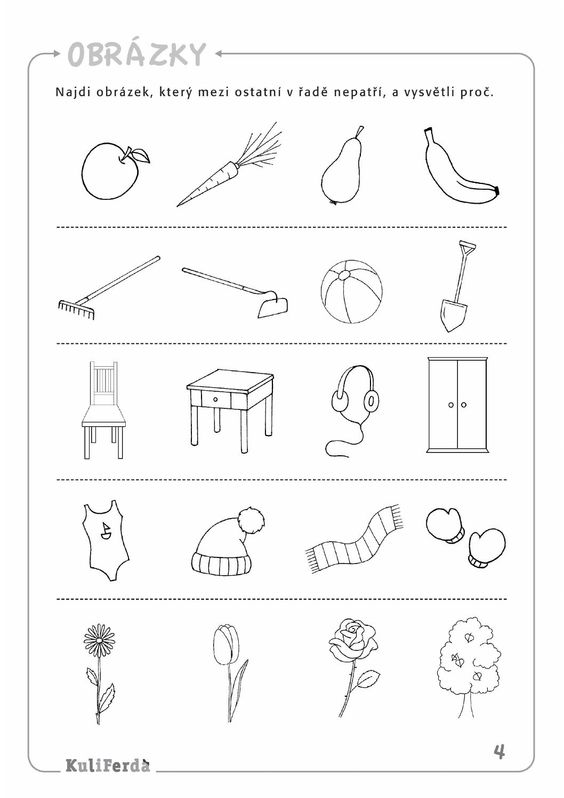 OBRÁZKY
Najdi obrázek, který mezi ostatní v řadě nepatří, a vysvětli proč.
4
KuliFerda